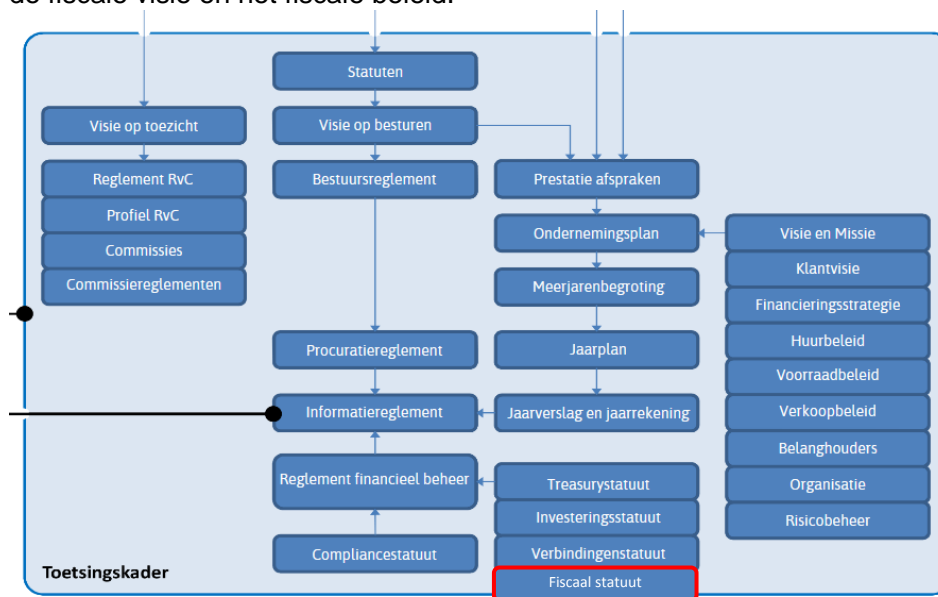 de fiscale visie en het fiscale beleid.
Statuten
Visie op toezicht
Visie op besturen
Reglement RvC
Bestuursreglement
Prestatie afspraken
Profiel RvC
Commissies
Ondernemingsplan
Visie en Missie
Commissiereglementen
Meerjarenbegroting
Klantvisie
Financieringsstrategie
Procuratiereglement
Jaarplan
Huurbeleid
Voorraadbeleid
Informatiereglement
Jaarverslag en jaarrekening
Verkoopbeleid
Belanghouders
Reglement financieel beheer
Treasurystatuut
Organisatie
Investeringsstatuut
Risicobeheer
Compliancestatuut
Verbindingenstatuut
Toetsingskader
Fiscaal statuut